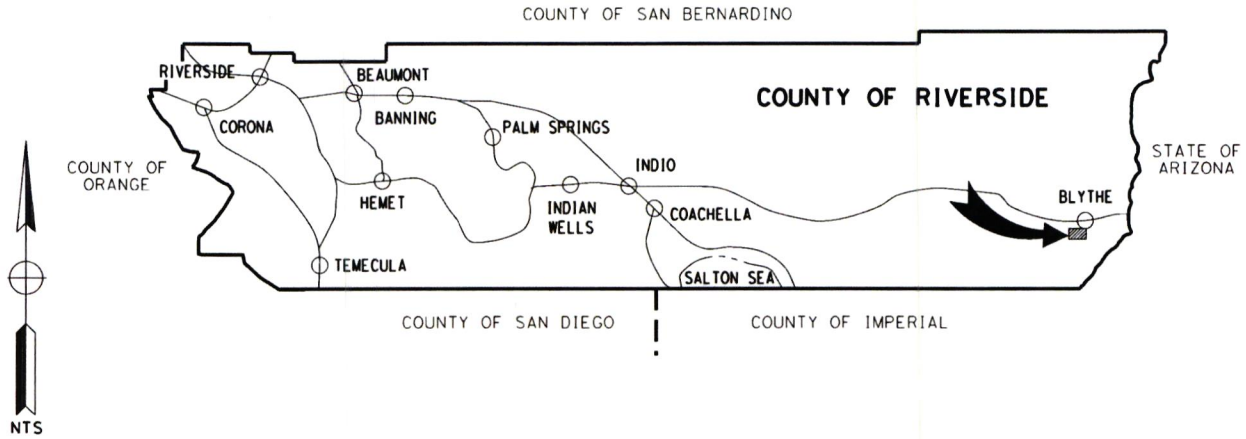 COUNTY OF SAN BERNARDINO
RIVERSIDE
BEAUMONT
COUNTY OF RIVERSIDE
CORONA
BANNING
PALM SPRINGS
STATE OF
ARIZONA
COUNTY OF
ORANGE
INDIO
HEMET
INDIAN
WELLS
COACHELLA
BLYTHE
TEMECULA
SALTON SEA
COUNTY OF SAN DIEGO
COUNTY OF IMPERIAL
NTS